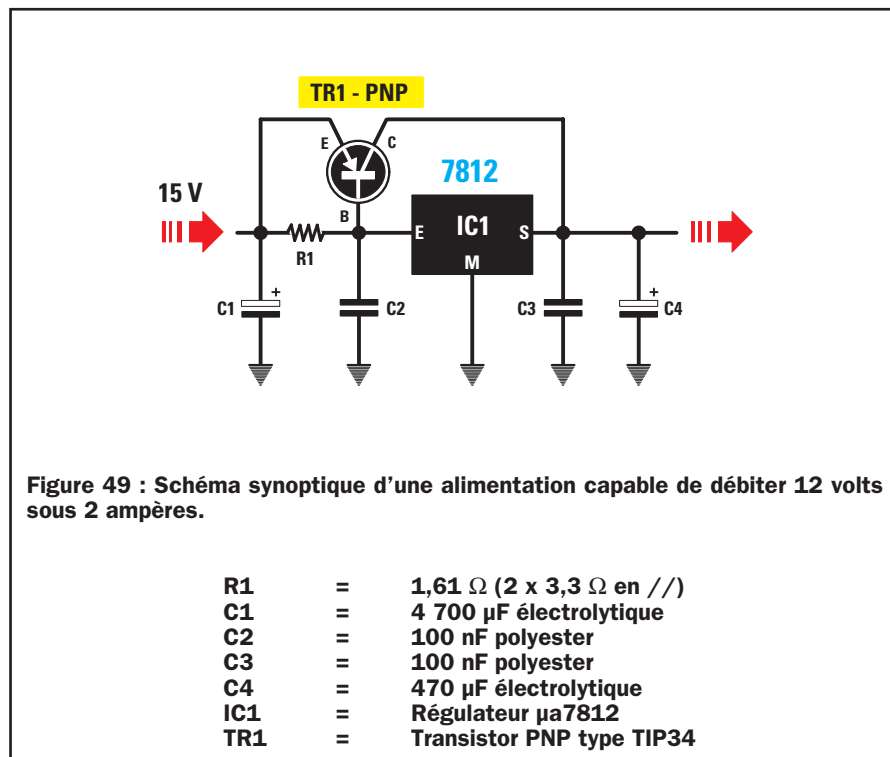 TR1 - PNP
E
C
7812
15 V
B
E
IC1
S
R1
M
C1
+
C2
C3
+
C4
Figure 49 : Schéma synoptique d'une alimentation capable de débiter 12 volts
sous 2 ampères.
R1 = 1,61 Ω (2 x 3,3 Ω en //)
C1 = 4 700 µF électrolytique
C2 = 100 nF polyester
C3 = 100 nF polyester
C4 = 470 µF électrolytique
IC1 = Régulateur µa7812
TR1 = Transistor PNP type TIP34